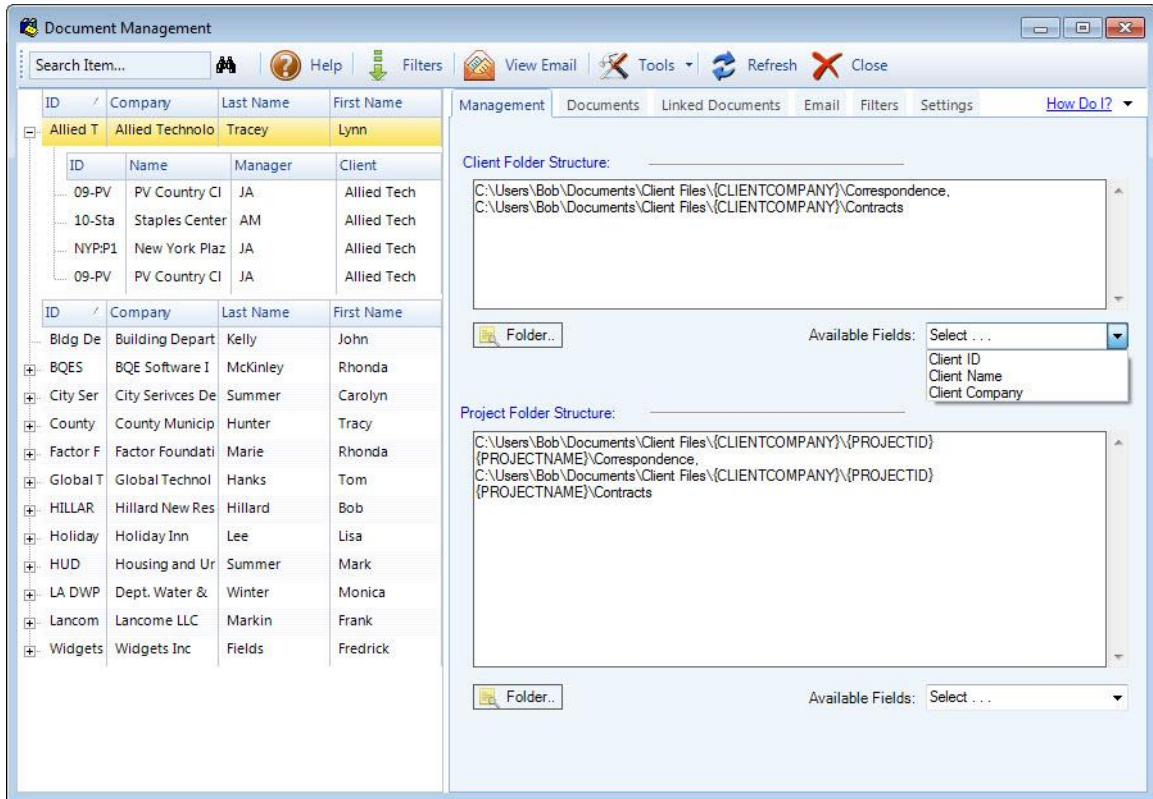 Document Management
Search Item... Help Filters View Email Tools Refresh Close
ID Company Last Name First Name
Allied T Allied Technolo Tracey Lynn
ID Name Manager Client
09-PV PV Country Cl JA Allied Tech
10-Sta Staples Center AM Allied Tech
NYP:P1 New York Plaz JA Allied Tech
09-PV PV Country Cl JA Allied Tech
ID Company Last Name First Name
Bldg De Building Depart Kelly John
BQES BQE Software I McKinley Rhonda
City Ser City Serivces De Summer Carolyn
County County Municip Hunter Tracy
Factor F Factor Foundati Marie Rhonda
Global T Global Technol Hanks Tom
HILLAR Hillard New Res Hillard Bob
Holiday Holiday Inn Lee Lisa
HUD Housing and Ur Summer Mark
LA DWP Dept. Water & Winter Monica
Lancom Lancome LLC Markin Frank
Widgets Widgets Inc Fields Fredrick
Management Documents Linked Documents Email Filters Settings How Do I?
Client Folder Structure:
C:\Users\Bob\Documents\Client Files\{CLIENTCOMPANY}\Correspondence,
C:\Users\Bob\Documents\Client Files\{CLIENTCOMPANY}\Contracts
Folder.. Available Fields: Select . . .
Client ID
Client Name
Client Company
Project Folder Structure:
C:\Users\Bob\Documents\Client Files\{CLIENTCOMPANY}\{PROJECTID}
{PROJECTNAME}\Correspondence,
C:\Users\Bob\Documents\Client Files\{CLIENTCOMPANY}\{PROJECTID}
{PROJECTNAME}\Contracts
Folder.. Available Fields: Select . . .